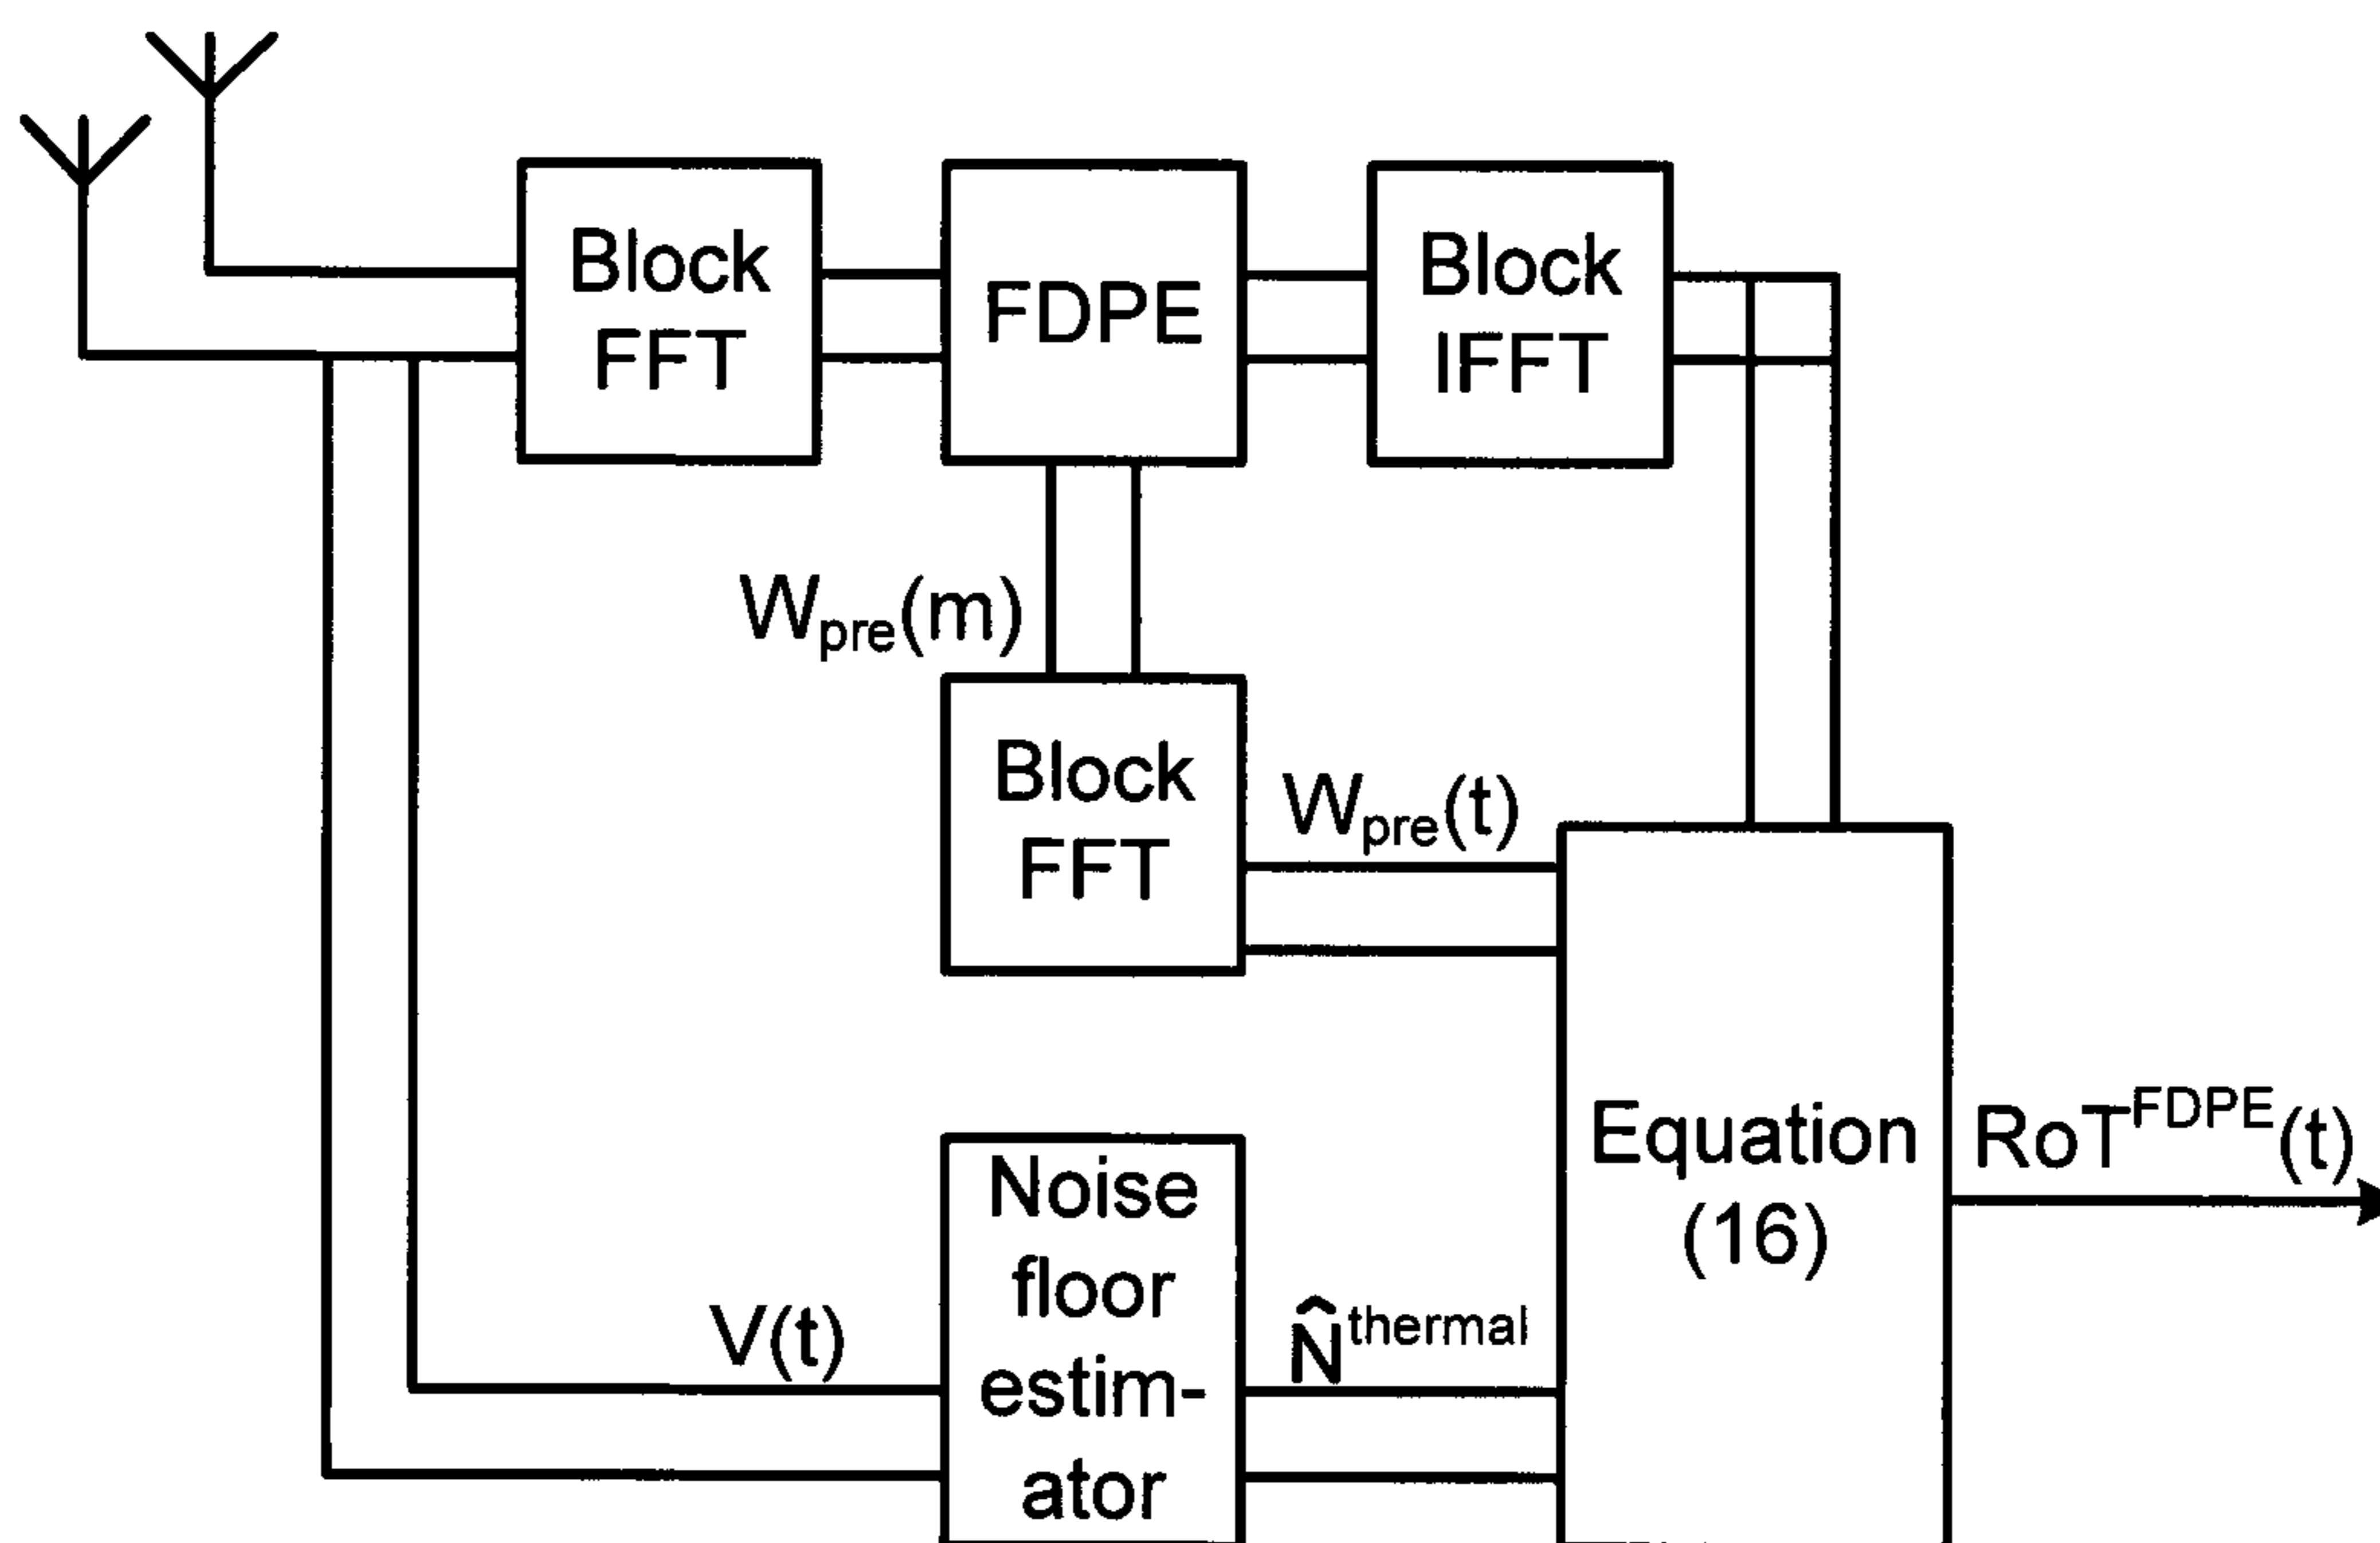 Block
FFT
FDPE
Block
IFFT
Wpre(m)
Block
FFT
Wpre(t)
Equation
(16)
RoTFDPE(t)
Noise
floor
estim-
ator
V(t)
N̂thermal